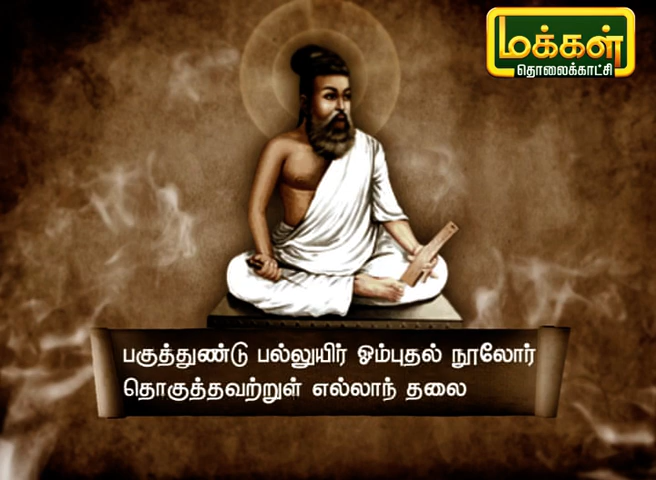 மக்கள்
தொலைக்காட்சி
பகுத்துண்டு பல்லுயிர் ஓம்புதல் நூலோர்
தொகுத்தவற்றுள் எல்லாந் தலை